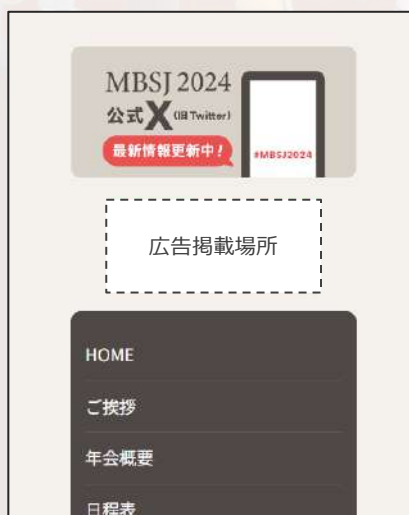 MBSJ 2024
公式X(旧Twitter)
最新情報更新中!
#MBSJ2024
広告掲載場所
HOME
ご挨拶
年会概要
日程表